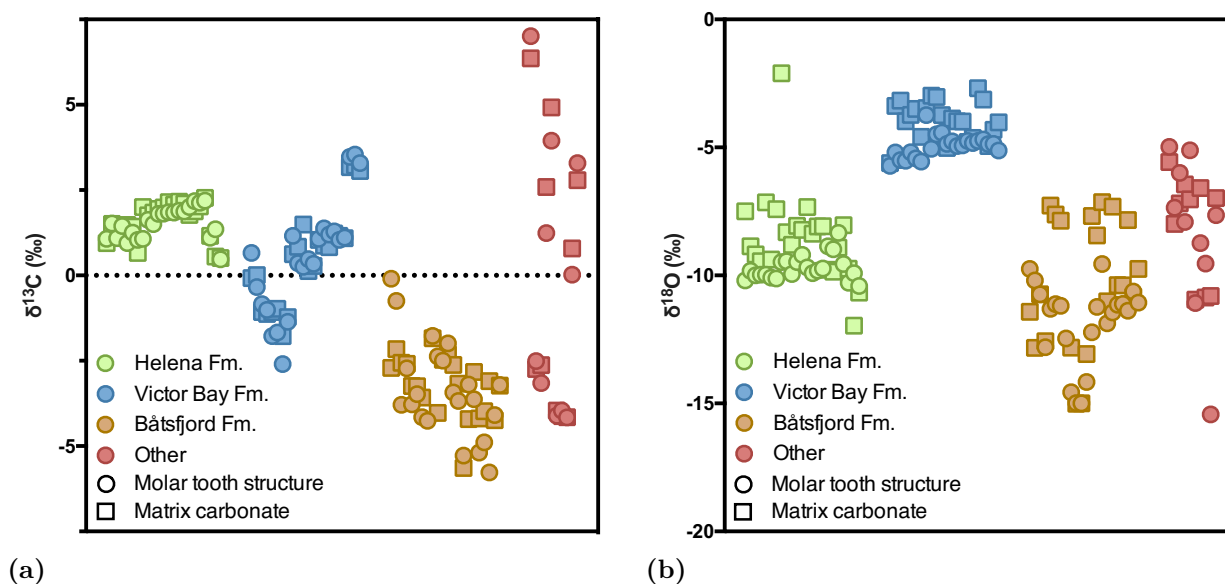 5
0
-5
δ¹³C (‰)
Helena Fm.
Victor Bay Fm.
Båtsfjord Fm.
Other
Molar tooth structure
Matrix carbonate
(a)
0
-5
-10
-15
-20
δ¹⁸O (‰)
Helena Fm.
Victor Bay Fm.
Båtsfjord Fm.
Other
Molar tooth structure
Matrix carbonate
(b)